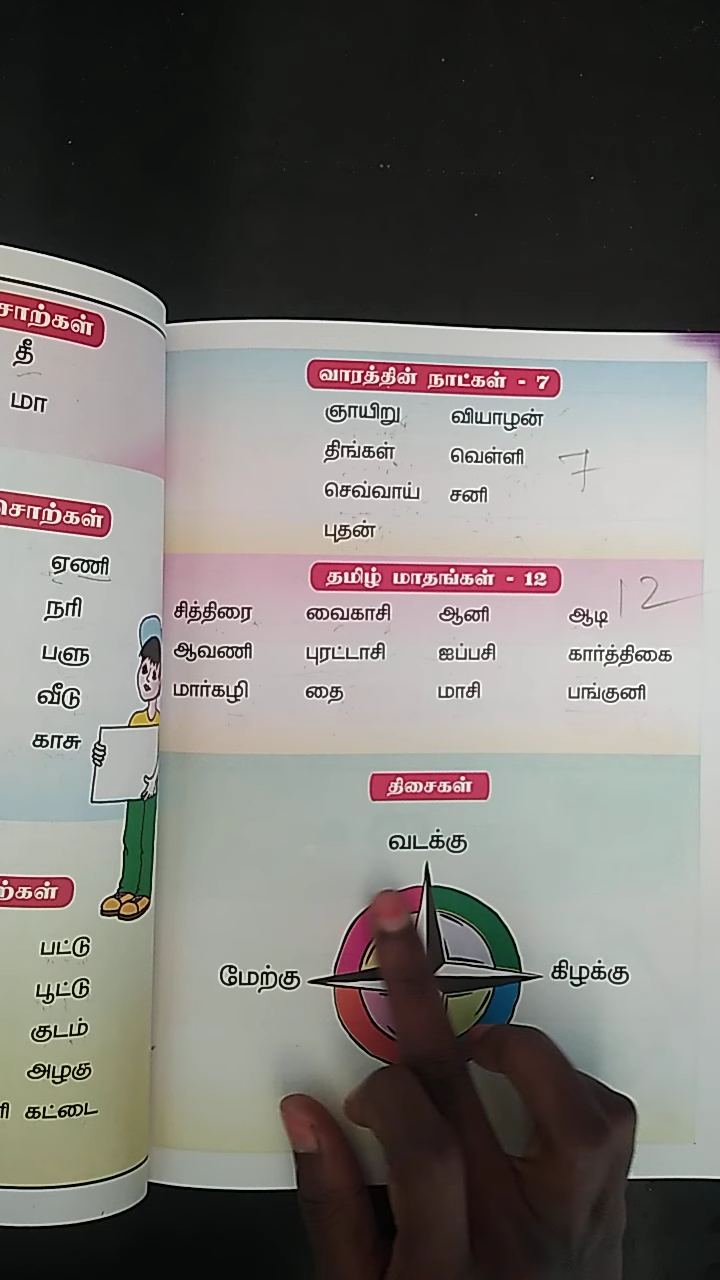 சொற்கள்
தீ
மா
சொற்கள்
ஏணி
நரி
பளு
வீடு
காசு
ற்கள்
பட்டு
பூட்டு
குடம்
அழகு
கட்டை
வாரத்தின் நாட்கள் - 7
ஞாயிறு வியாழன்
திங்கள் வெள்ளி 7
செவ்வாய் சனி
புதன்
தமிழ் மாதங்கள் - 12
சித்திரை வைகாசி ஆனி ஆடி 12
ஆவணி புரட்டாசி ஐப்பசி கார்த்திகை
மார்கழி தை மாசி பங்குனி
திசைகள்
வடக்கு
மேற்கு கிழக்கு